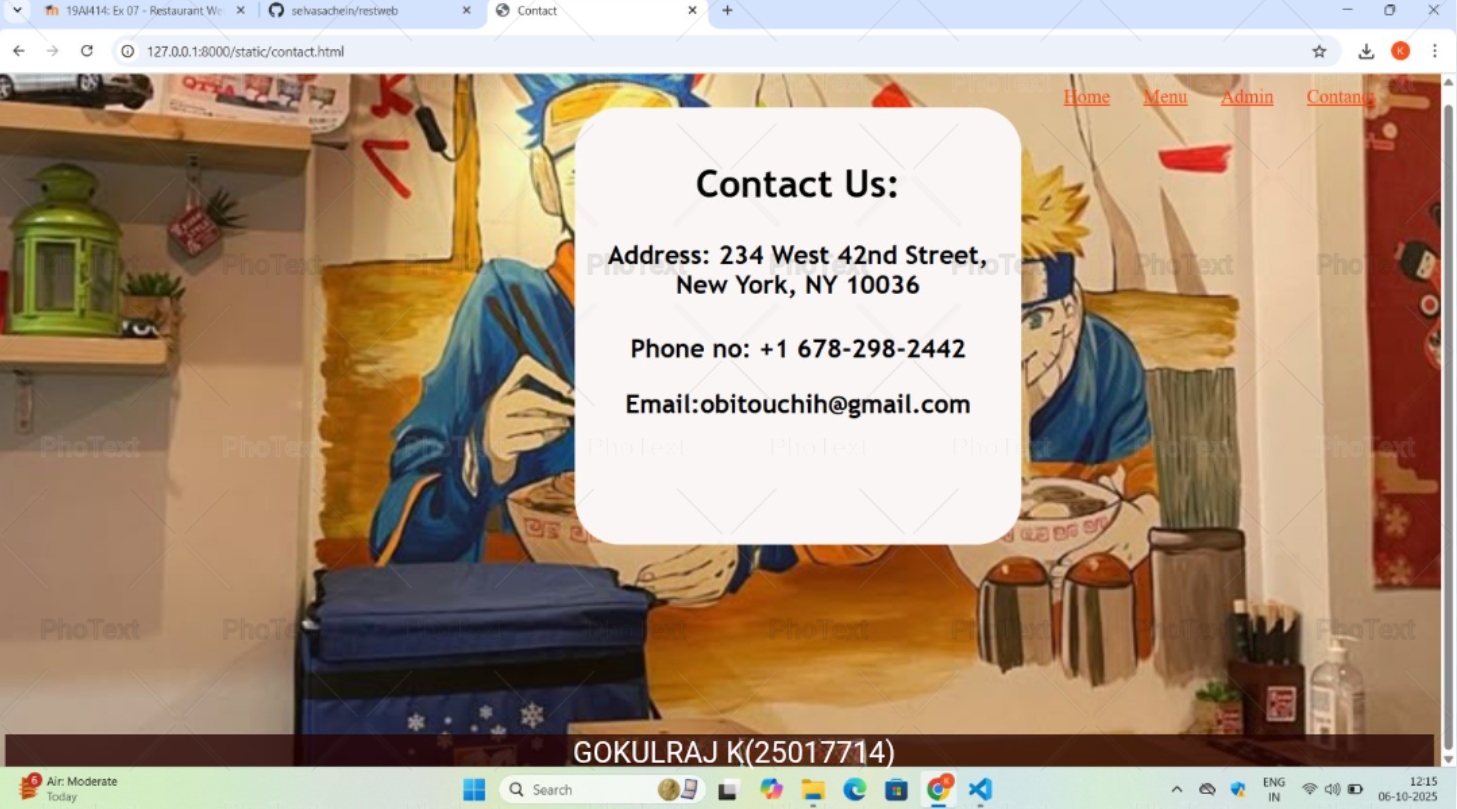 19AI414: Ex 07 - Restaurant We
selvasachein/restweb
Contact
127.0.0.1:8000/static/contact.html
K
Home Menu Admin Contang
Contact Us:
Address: 234 West 42nd Street,
New York, NY 10036
Phone no: +1 678-298-2442
Email:obitouchih@gmail.com
PhoText
GOKULRAJ K(25017714)
6
Air: Moderate
Today
Search
ENG
IN
12:15
06-10-2025